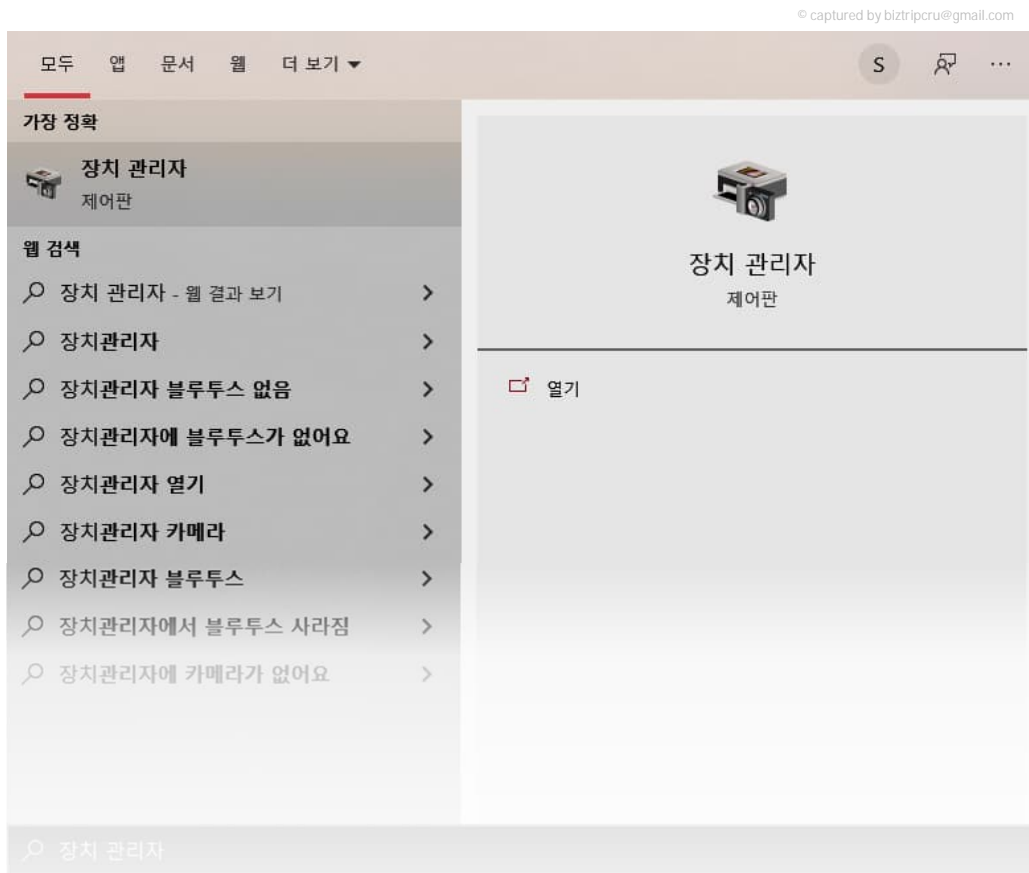 © captured by biztripcru@gmail.com
모두 앱 문서 웹 더 보기
S
가장 정확
장치 관리자
제어판
웹 검색
장치 관리자 - 웹 결과 보기
장치관리자
장치관리자 블루투스 없음
장치관리자에 블루투스가 없어요
장치관리자 열기
장치관리자 카메라
장치관리자 블루투스
장치관리자에서 블루투스 사라짐
장치관리자에 카메라가 없어요
장치 관리자
제어판
열기
장치 관리자